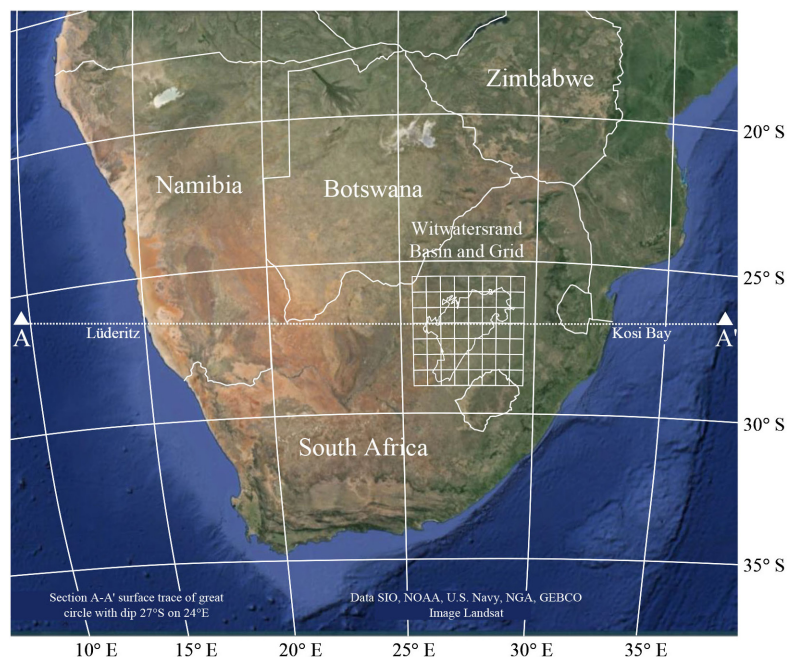 Zimbabwe
20° S
Namibia
Botswana
Witwatersrand
Basin and Grid
25° S
A
Lüderitz
Kosi Bay
A'
30° S
South Africa
35° S
Section A-A' surface trace of great
circle with dip 27°S on 24°E
Data SIO, NOAA, U.S. Navy, NGA, GEBCO
Image Landsat
10° E
15° E
20° E
25° E
30° E
35° E